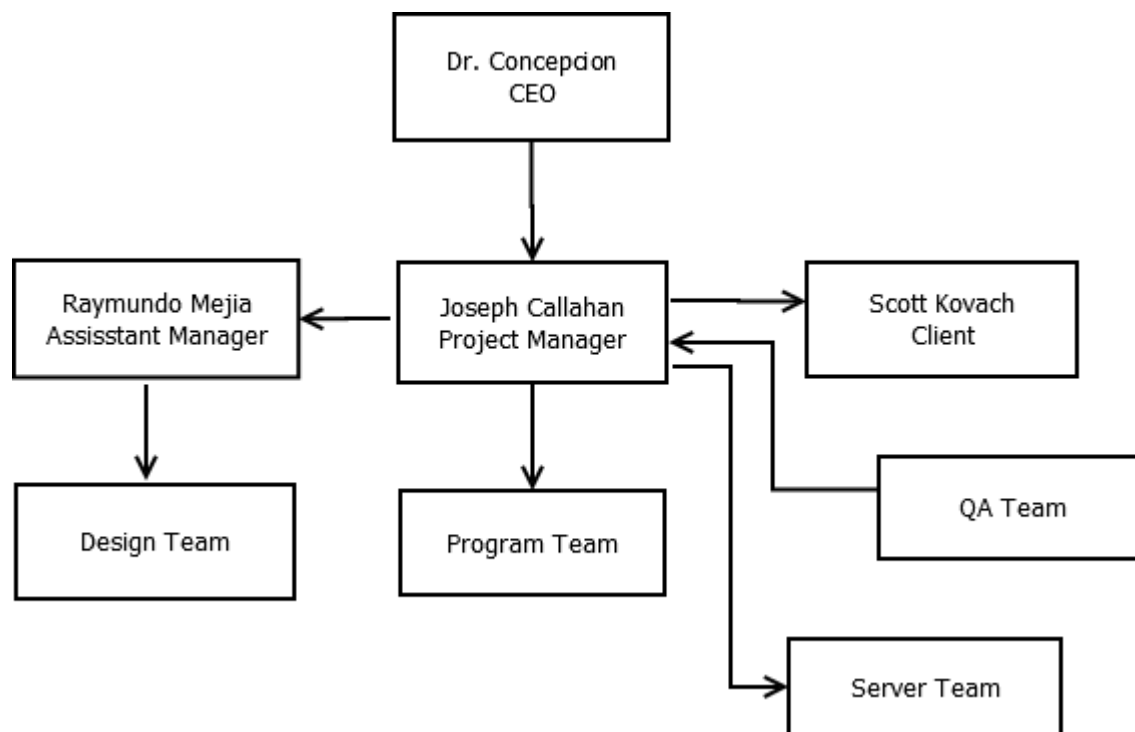 Dr. Concepcion
CEO
Raymundo Mejia
Assisstant Manager
Joseph Callahan
Project Manager
Scott Kovach
Client
Design Team
Program Team
QA Team
Server Team